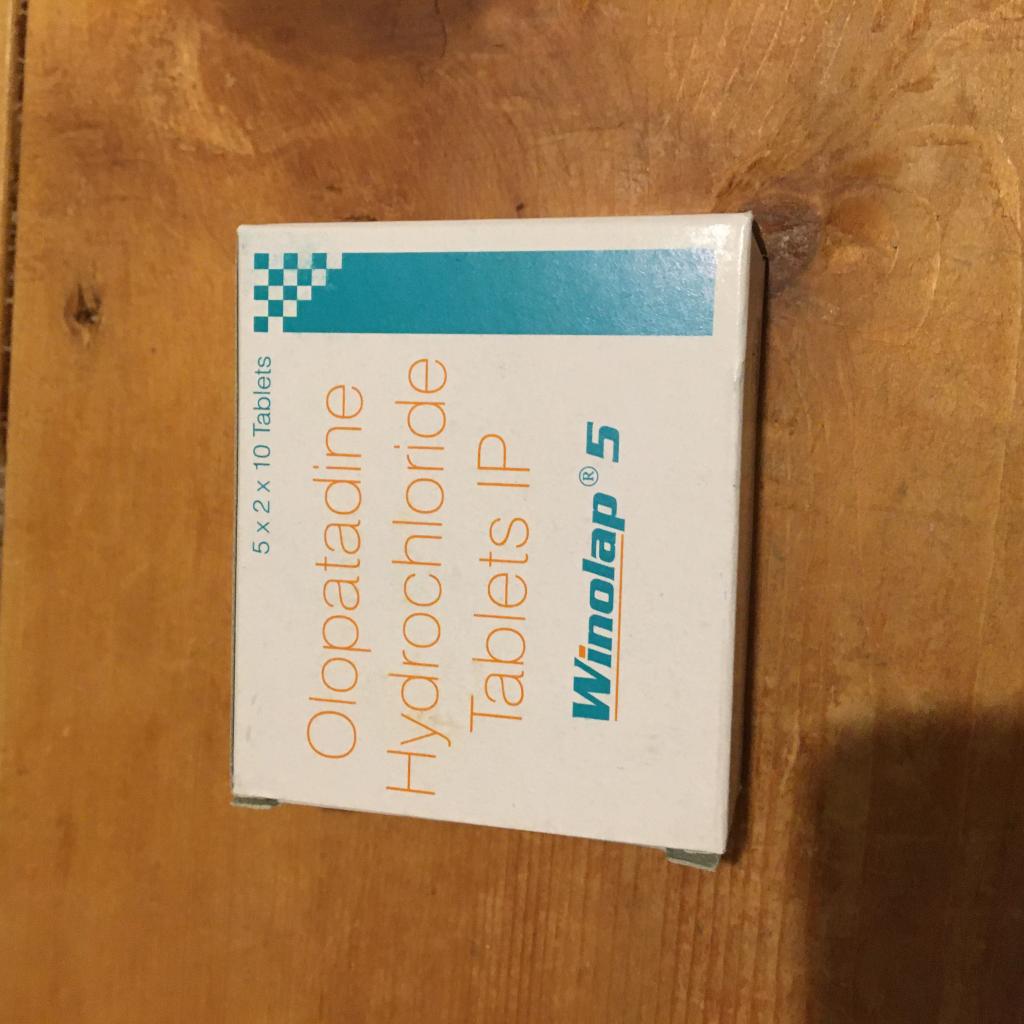 5 x 2 x 10 Tablets
Olopatadine
Hydrochloride
Tablets IP
Winolap® 5